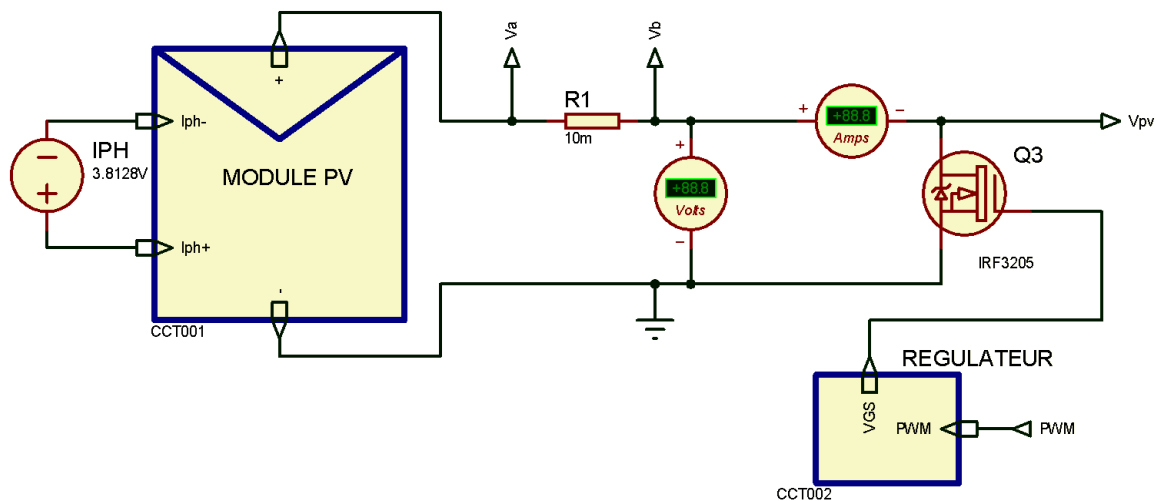 Va
Vb
+
R1
10m
+
+88.8
Amps
−
Vpv
Iph-
IPH
3.8128V
MODULE PV
+
+88.8
Volts
−
Q3
IRF3205
Iph+
-
CCT001
REGULATEUR
VGS
PWM
PWM
CCT002